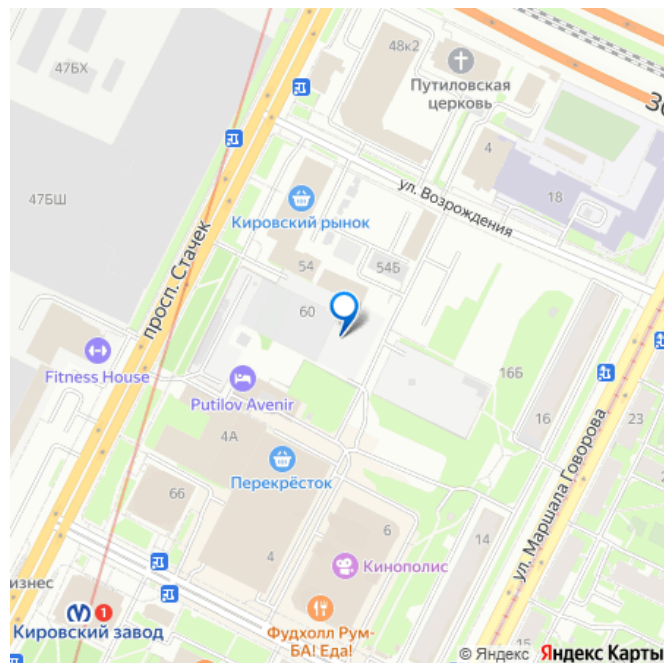 48к2
47БХ
Путиловская
церковь
4
18
ул. Возрождения
47БШ
Кировский рынок
просп. Стачек
54
54Б
60
Fitness House
Putilov Avenir
16Б
16
23
4А
Перекрёсток
66
ул. Маршала Говорова
6
14
4
Кинополис
изнес
1
Кировский завод
Фудхолл Рум-
БА! Еда!
15
© Яндекс Яндекс Карты